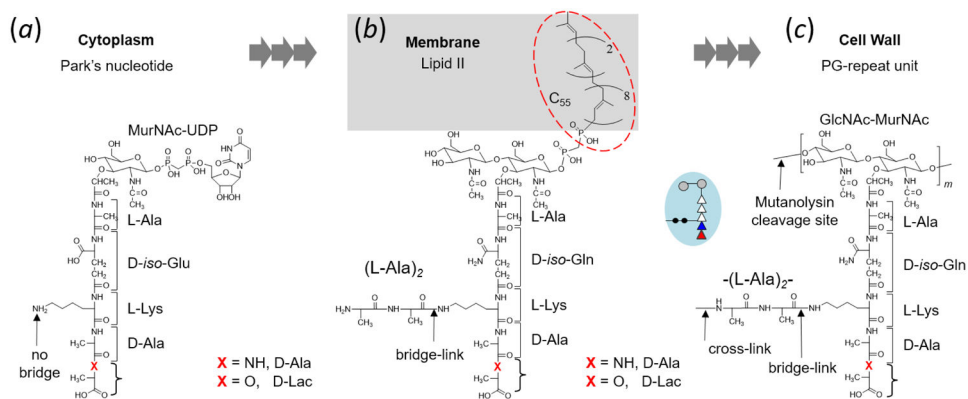 (a)
Cytoplasm
Park's nucleotide
MurNAc-UDP
L-Ala
D-iso-Glu
L-Lys
D-Ala
NH2
no
bridge
X = NH, D-Ala
X = O, D-Lac
(b)
Membrane
Lipid II
C55
2
8
L-Ala
D-iso-Gln
(L-Ala)2
L-Lys
bridge-link
D-Ala
X = NH, D-Ala
X = O, D-Lac
(c)
Cell Wall
PG-repeat unit
GlcNAc-MurNAc
m
Mutanolysin
cleavage site
L-Ala
D-iso-Gln
-(L-Ala)2-
L-Lys
cross-link
bridge-link
D-Ala
X